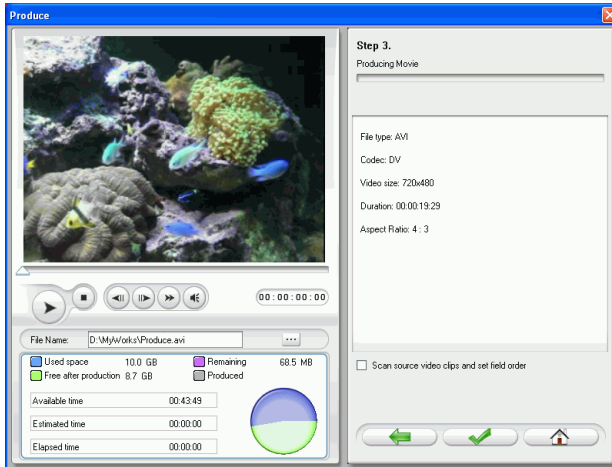 Produce
Step 3.
Producing Movie
File type: AVI
Codec: DV
Video size: 720x480
Duration: 00:00:19:29
Aspect Ratio: 4 : 3
00:00:00:00
File Name: D:\MyWorks\Produce.avi ...
Used space 10.0 GB Remaining 68.5 MB
Free after production 8.7 GB Produced
Available time 00:43:49
Estimated time 00:00:00
Elapsed time 00:00:00
Scan source video clips and set field order